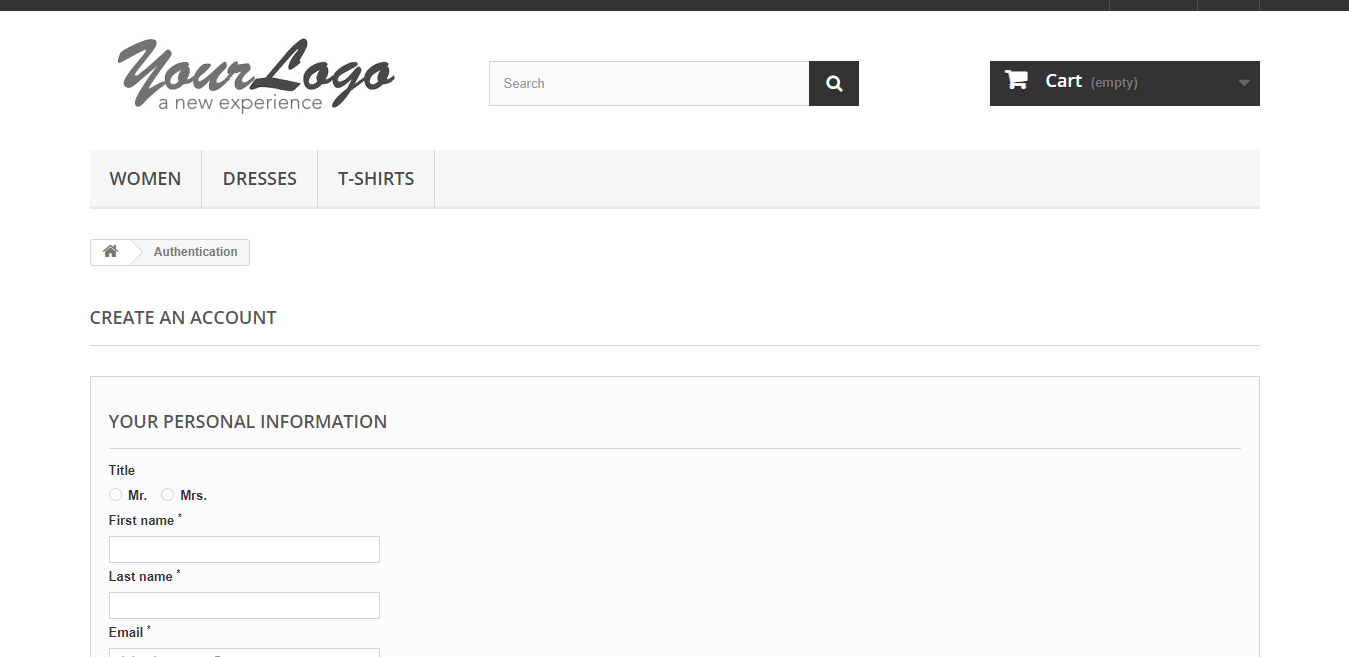 YourLogo
a new experience
Search
Cart (empty)
WOMEN DRESSES T-SHIRTS
Authentication
CREATE AN ACCOUNT
YOUR PERSONAL INFORMATION
Title
Mr. Mrs.
First name *
Last name *
Email *